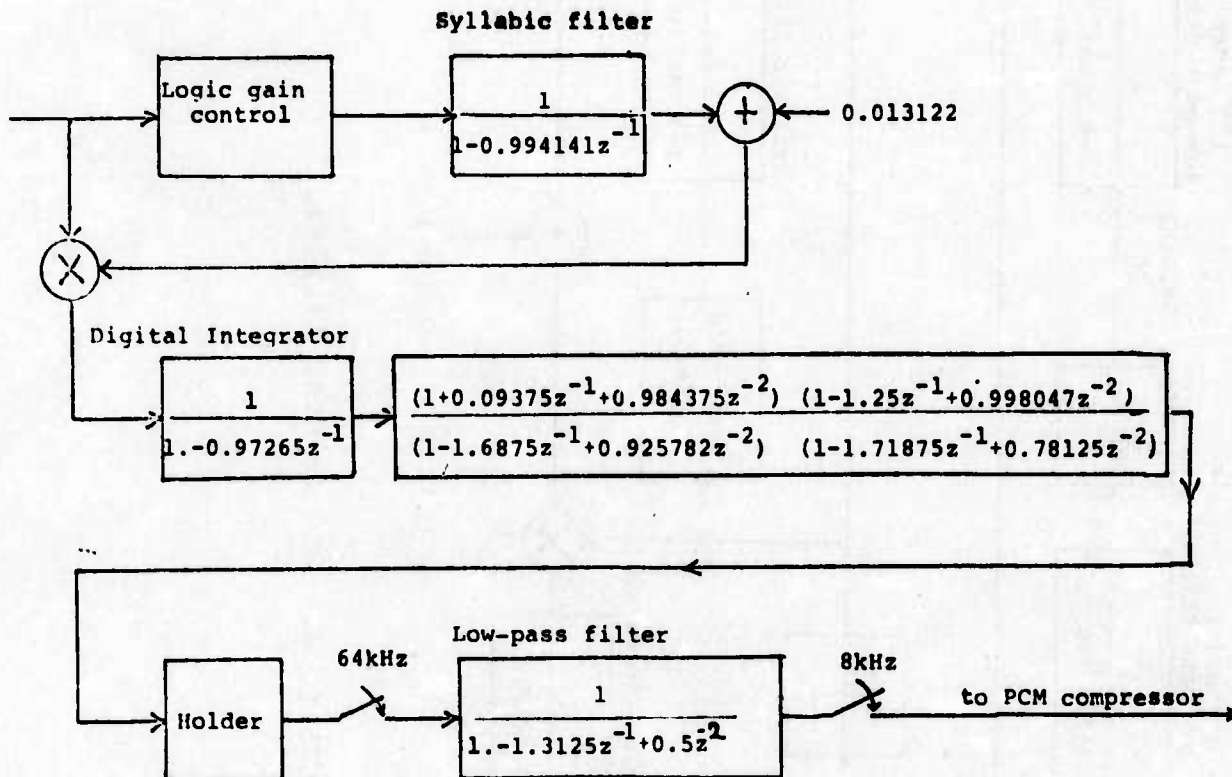 Syllabic filter
Logic gain
control
1
1-0.994141z^-1
+
0.013122
X
Digital Integrator
1
1.-0.97265z^-1
(1+0.09375z^-1+0.984375z^-2) (1-1.25z^-1+0.998047z^-2)
(1-1.6875z^-1+0.925782z^-2) (1-1.71875z^-1+0.78125z^-2)
...
Low-pass filter
Holder
64kHz
1
1.-1.3125z^-1+0.5z^-2
8kHz
to PCM compressor